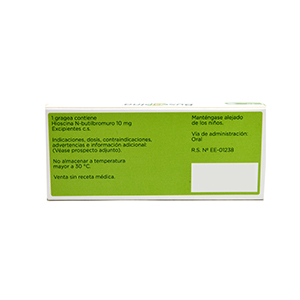 1 gragea contiene
Hioscina N-butilbromuro 10 mg
Excipientes c.s.
Indicaciones, dosis, contraindicaciones,
advertencias e información adicional:
(Véase prospecto adjunto).
No almacenar a temperatura
mayor a 30 °C.
Venta sin receta médica.
Manténgase alejado
de los niños.
Vía de administración:
Oral
R.S. Nº EE-01238